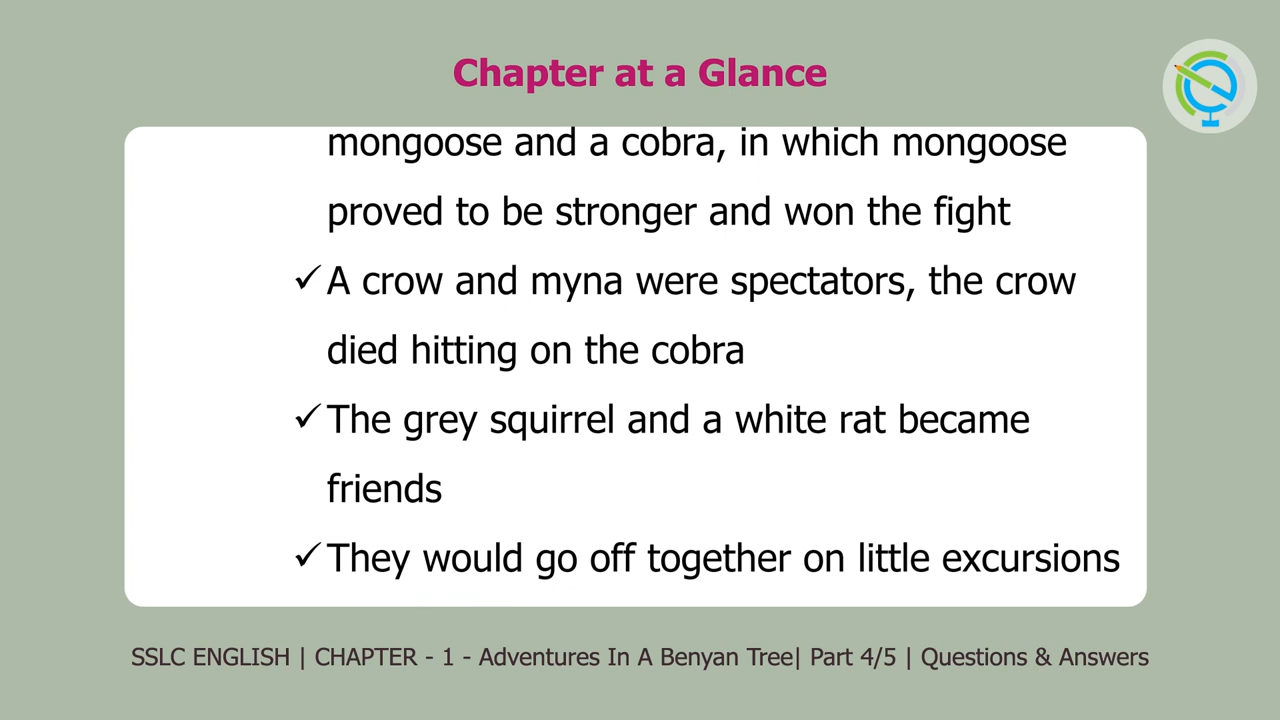 Chapter at a Glance
mongoose and a cobra, in which mongoose
proved to be stronger and won the fight
✓ A crow and myna were spectators, the crow
died hitting on the cobra
✓ The grey squirrel and a white rat became
friends
✓ They would go off together on little excursions
SSLC ENGLISH | CHAPTER - 1 - Adventures In A Benyan Tree| Part 4/5 | Questions & Answers